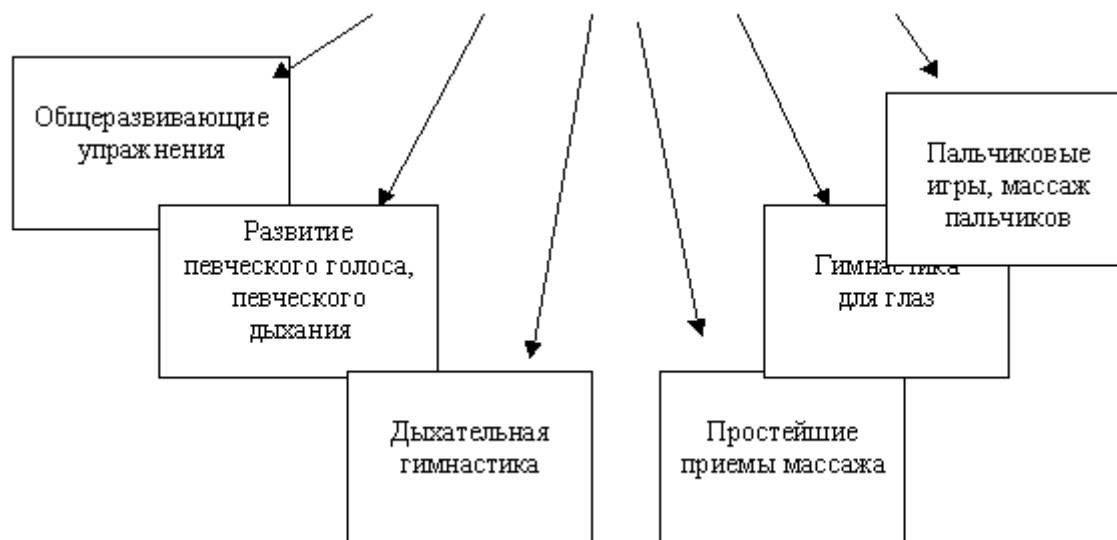 Общеразвивающие
упражнения
Развитие
певческого голоса,
певческого
дыхания
Дыхательная
гимнастика
Простейшие
приемы массажа
Гимнастика
для глаз
Пальчиковые
игры, массаж
пальчиков